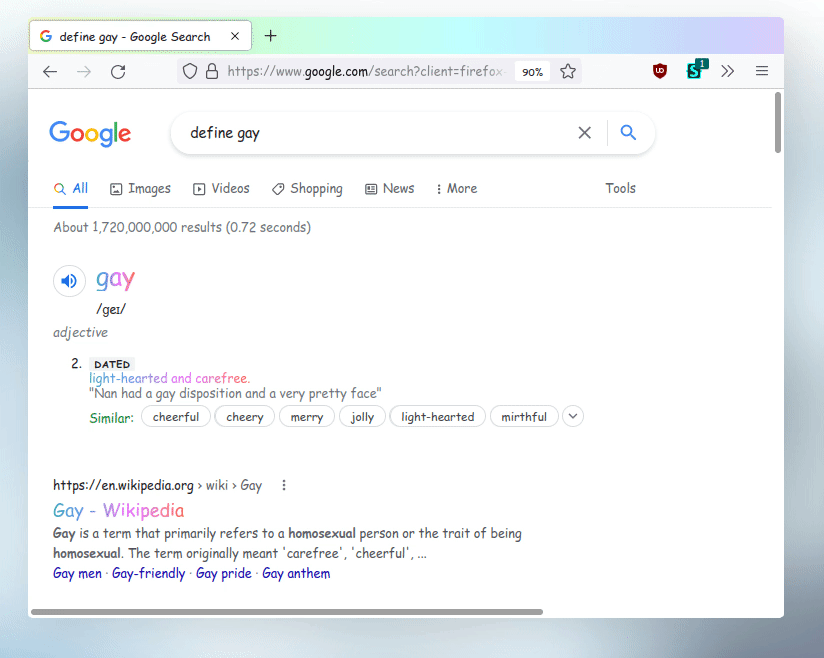 define gay - Google Search
https://www.google.com/search?client=firefox-
90%
1
Google
define gay
All Images Videos Shopping News More Tools
About 1,720,000,000 results (0.72 seconds)
gay
/ɡeɪ/
adjective
2. DATED
light-hearted and carefree.
"Nan had a gay disposition and a very pretty face"
Similar: cheerful cheery merry jolly light-hearted mirthful
https://en.wikipedia.org › wiki › Gay
Gay - Wikipedia
Gay is a term that primarily refers to a homosexual person or the trait of being
homosexual. The term originally meant 'carefree', 'cheerful', ...
Gay men · Gay-friendly · Gay pride · Gay anthem